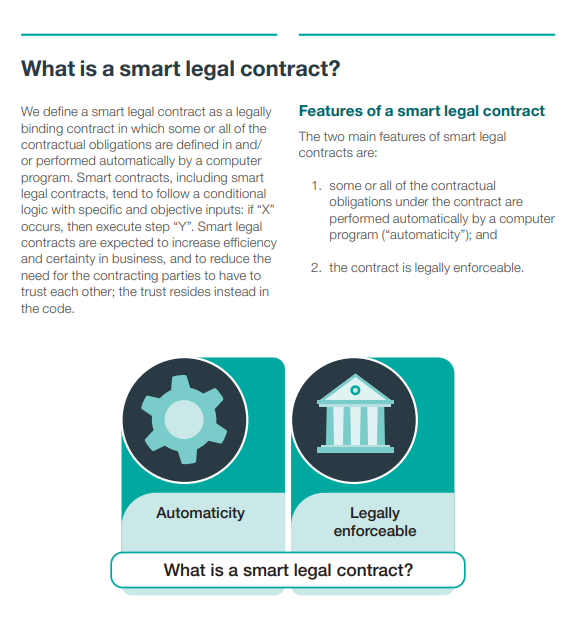 What is a smart legal contract?
We define a smart legal contract as a legally
binding contract in which some or all of the
contractual obligations are defined in and/
or performed automatically by a computer
program. Smart contracts, including smart
legal contracts, tend to follow a conditional
logic with specific and objective inputs: if “X”
occurs, then execute step “Y”. Smart legal
contracts are expected to increase efficiency
and certainty in business, and to reduce the
need for the contracting parties to have to
trust each other; the trust resides instead in
the code.
Features of a smart legal contract
The two main features of smart legal
contracts are:
1. some or all of the contractual
obligations under the contract are
performed automatically by a computer
program (“automaticity”); and
2. the contract is legally enforceable.
Automaticity
Legally
enforceable
What is a smart legal contract?